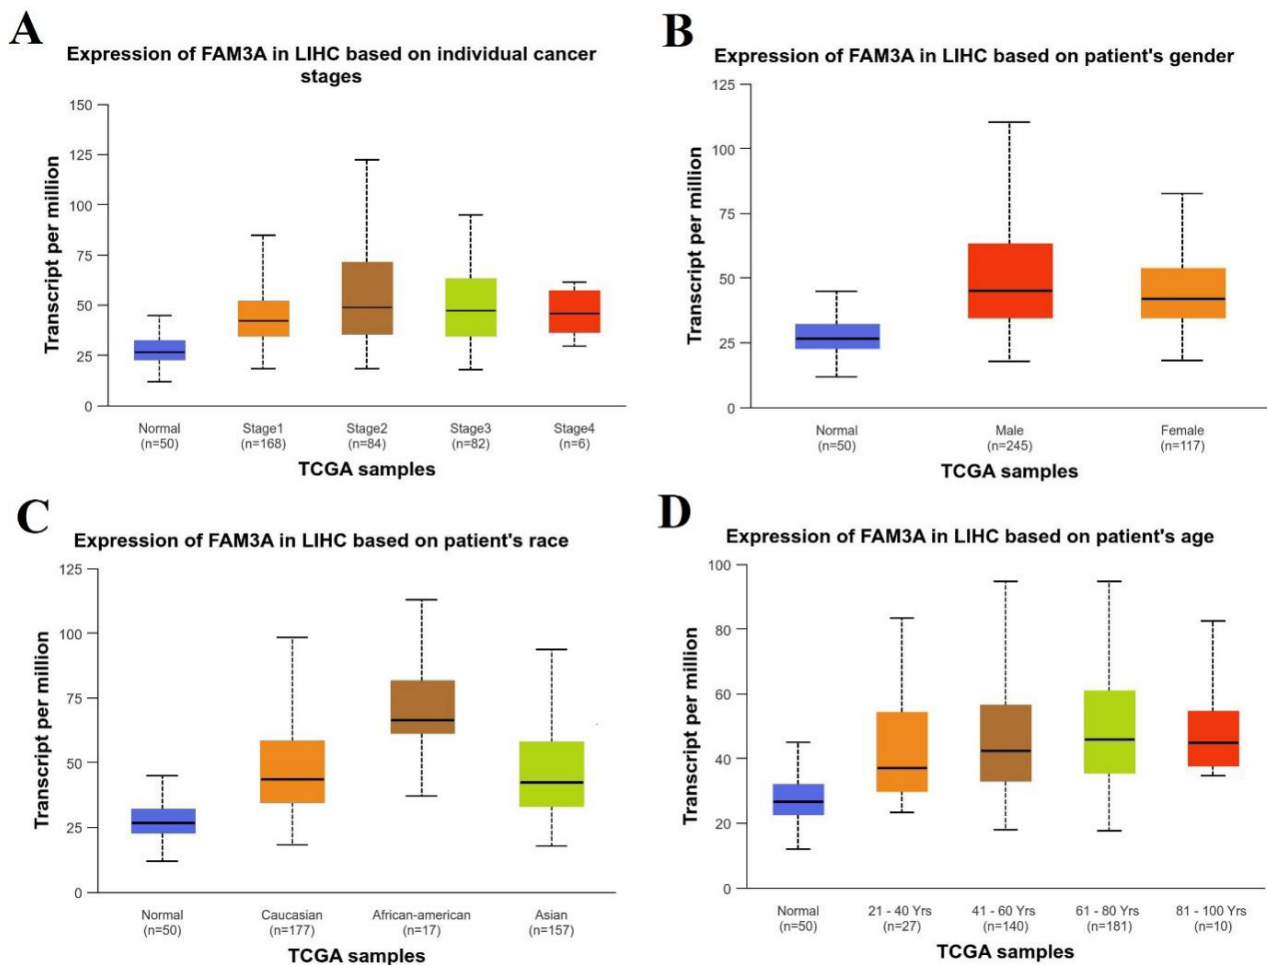 A
Expression of FAM3A in LIHC based on individual cancer
stages
Transcript per million
150
125
100
75
50
25
0
Normal
(n=50)
Stage1
(n=168)
Stage2
(n=84)
Stage3
(n=82)
Stage4
(n=6)
TCGA samples
B
Expression of FAM3A in LIHC based on patient's gender
Transcript per million
125
100
75
50
25
0
Normal
(n=50)
Male
(n=245)
Female
(n=117)
TCGA samples
C
Expression of FAM3A in LIHC based on patient's race
Transcript per million
125
100
75
50
25
0
Normal
(n=50)
Caucasian
(n=177)
African-american
(n=17)
Asian
(n=157)
TCGA samples
D
Expression of FAM3A in LIHC based on patient's age
Transcript per million
100
80
60
40
20
0
Normal
(n=50)
21 - 40 Yrs
(n=27)
41 - 60 Yrs
(n=140)
61 - 80 Yrs
(n=181)
81 - 100 Yrs
(n=10)
TCGA samples